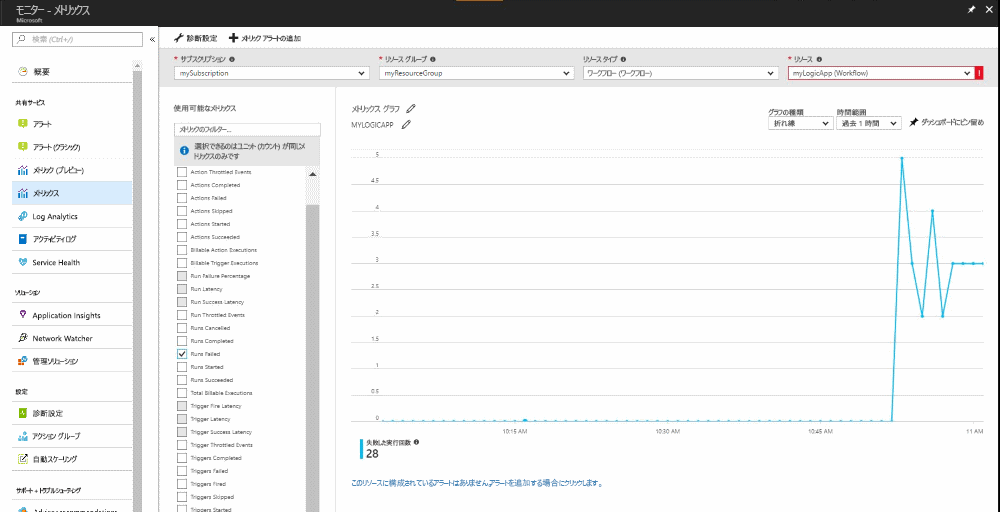 モニター - メトリックス
Microsoft
検索 (Ctrl+/)
概要
共有サービス
アラート
アラート (クラシック)
メトリック (プレビュー)
メトリックス
Log Analytics
アクティビティ ログ
Service Health
ソリューション
Application Insights
Network Watcher
管理ソリューション
設定
診断設定
アクション グループ
自動スケーリング
サポート + トラブルシューティング
診断設定
メトリック アラートの追加
* サブスクリプション
mySubscription
* リソース グループ
myResourceGroup
リソース タイプ
ワークフロー (ワークフロー)
* リソース
myLogicApp (Workflow)
使用可能なメトリックス
メトリックのフィルター...
選択できるのはユニット (カウント) が同じメ
トリックスのみです
Action Throttled Events
Actions Completed
Actions Failed
Actions Skipped
Actions Started
Actions Succeeded
Billable Action Executions
Billable Trigger Executions
Run Failure Percentage
Run Latency
Run Success Latency
Run Throttled Events
Runs Cancelled
Runs Completed
Runs Failed
Runs Started
Runs Succeeded
Total Billable Executions
Trigger Fire Latency
Trigger Latency
Trigger Success Latency
Trigger Throttled Events
Triggers Completed
Triggers Failed
Triggers Fired
Triggers Skipped
Triggers Started
メトリックス グラフ
MYLOGICAPP
グラフの種類
折れ線
時間範囲
過去 1 時間
ダッシュボードにピン留め
5
4.5
4
3.5
3
2.5
2
1.5
1
0.5
0
10:15 AM
10:30 AM
10:45 AM
11 AM
失敗した実行回数
28
このリソースに構成されているアラートはありません。アラートを追加する場合にクリックします。